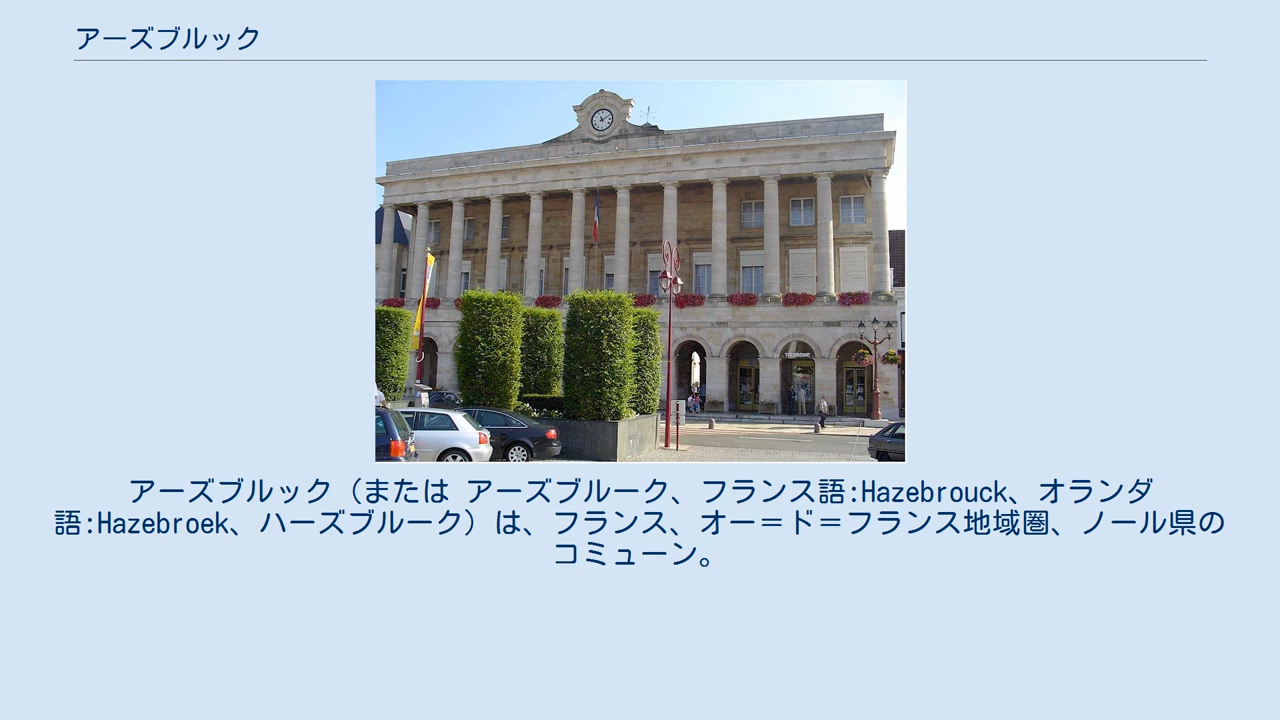 アーズブルック
TOURISME
アーズブルック（または アーズブルーク、フランス語:Hazebrouck、オランダ
語:Hazebroek、ハーズブルーク）は、フランス、オー＝ド＝フランス地域圏、ノール県の
コミューン。